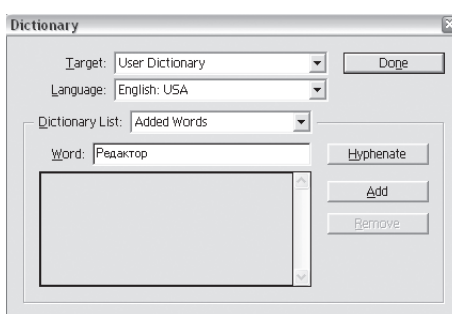 Dictionary
Target: User Dictionary
Done
Language: English: USA
Dictionary List: Added Words
Word: Редактор
Hyphenate
Add
Remove